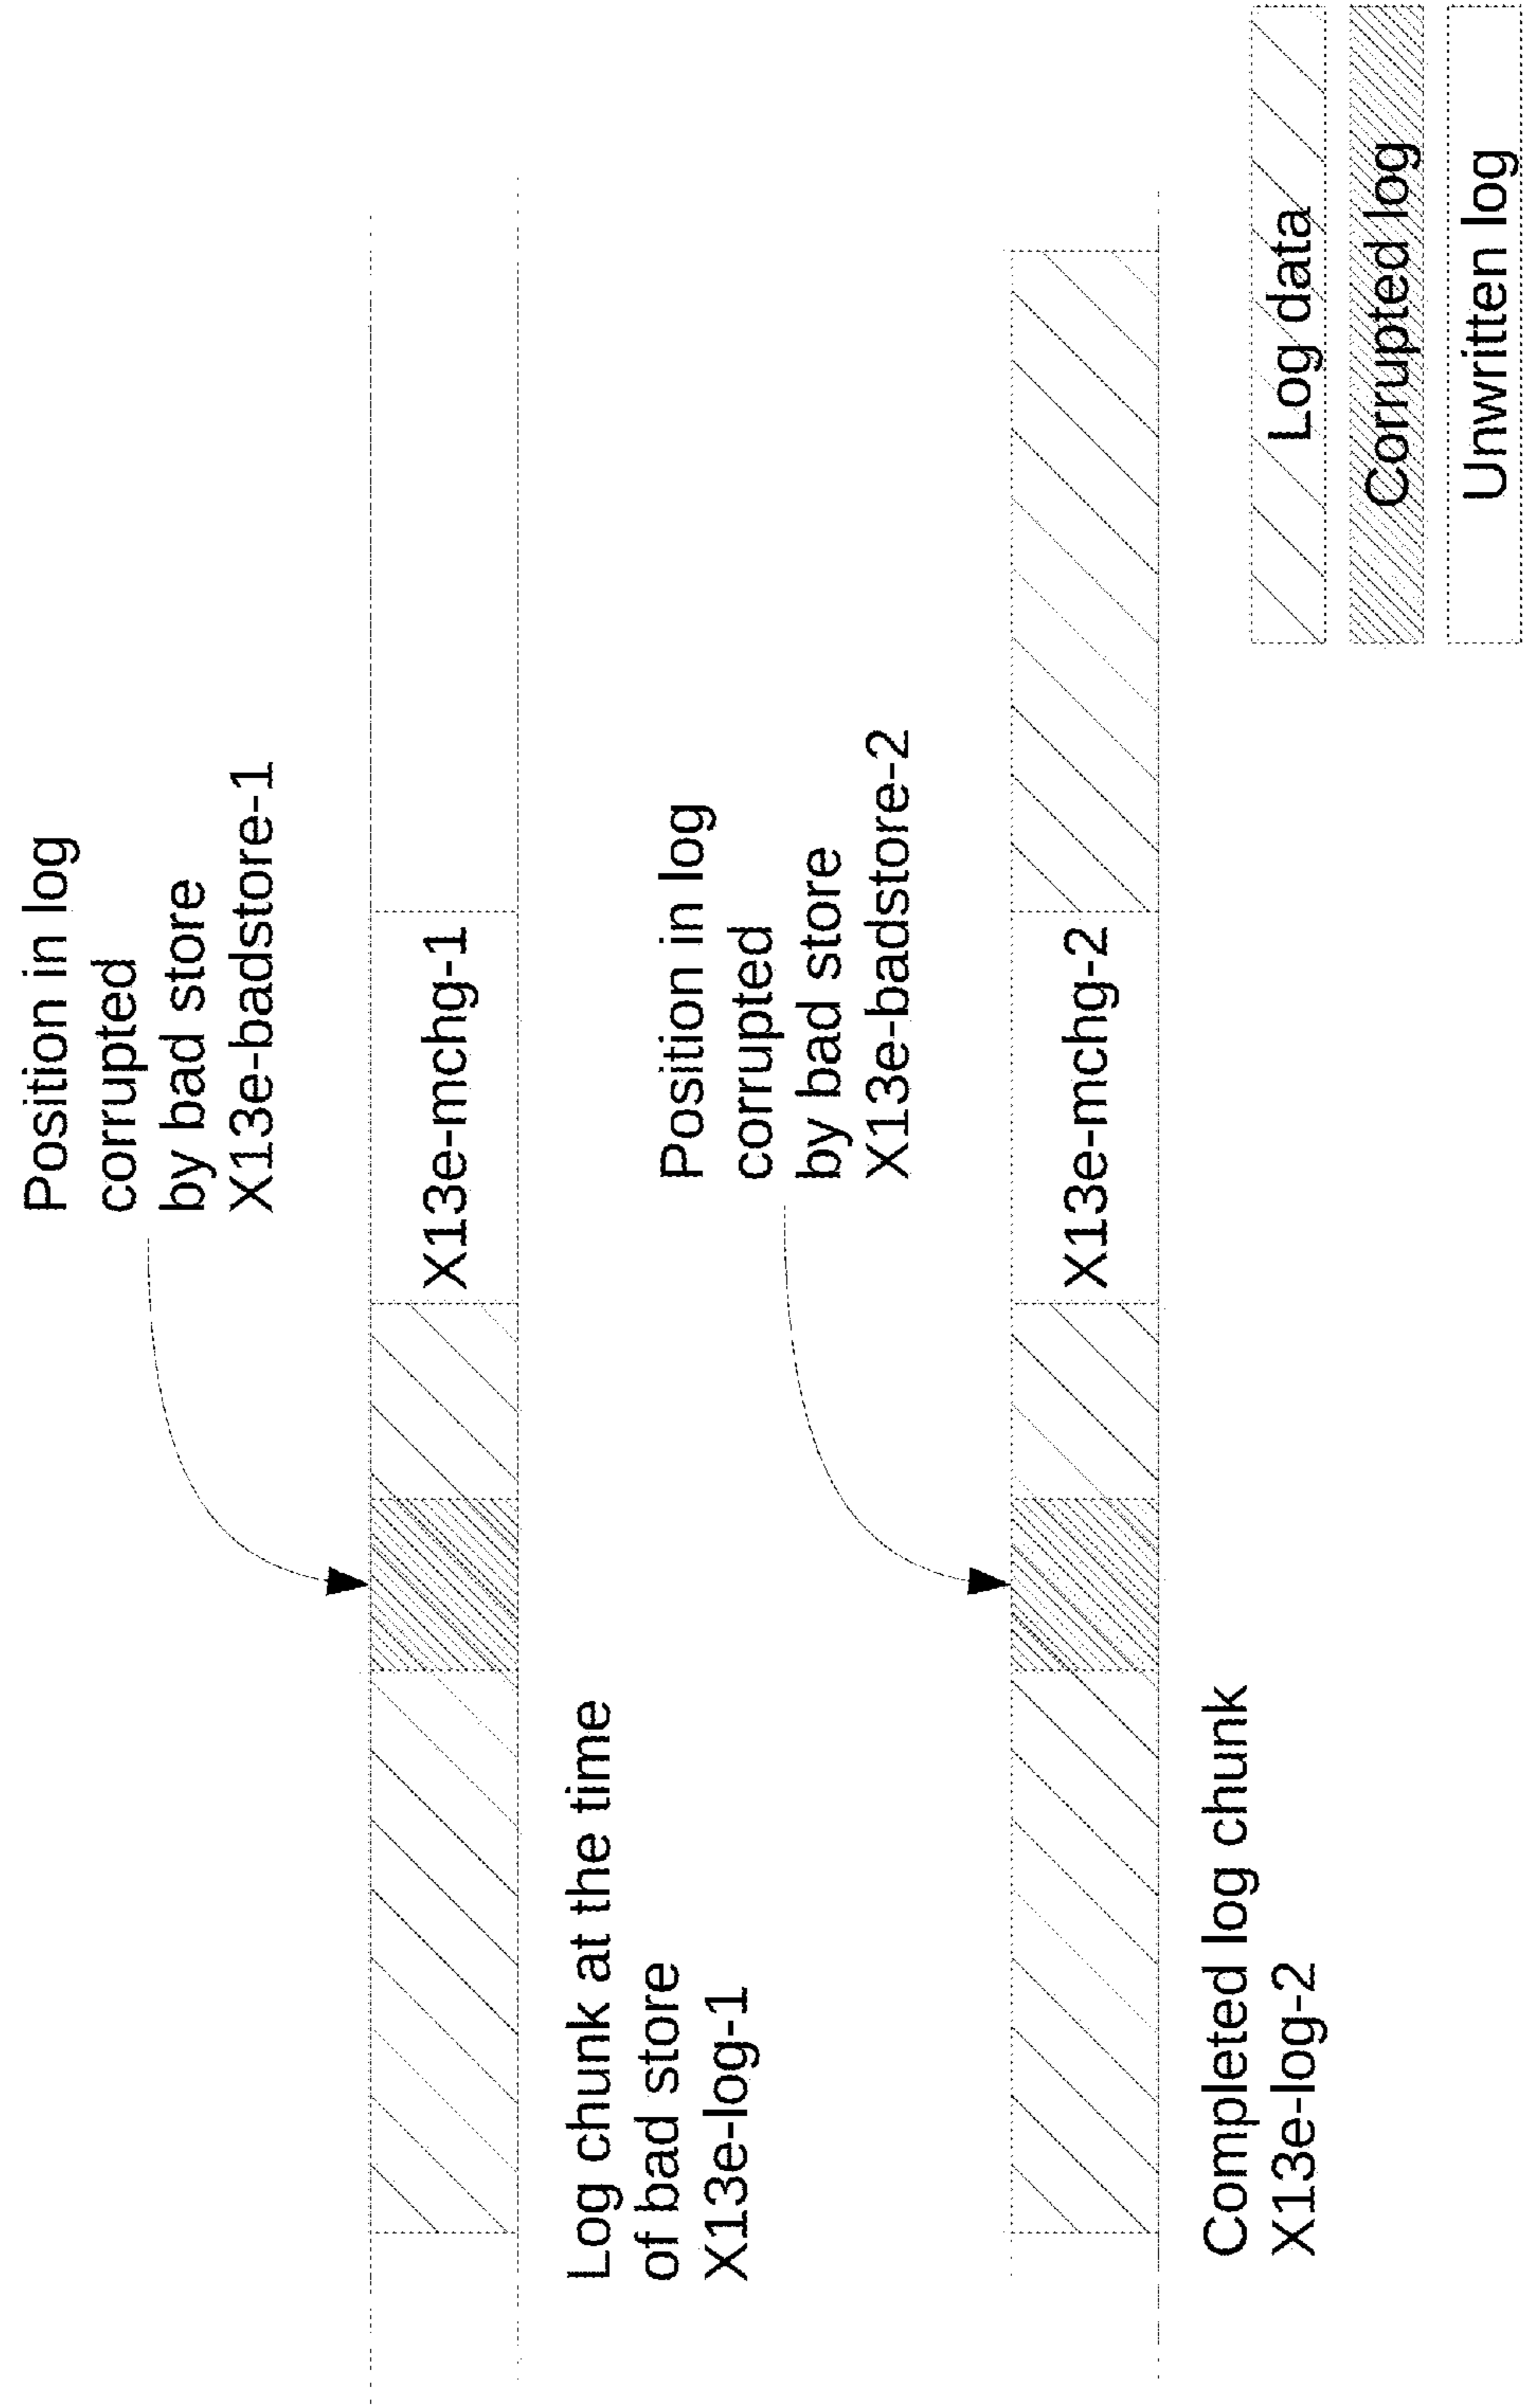 Position in log
corrupted
by bad store
X13e-badstore-1
X13e-mchg-1
Log chunk at the time
of bad store
X13e-log-1
Position in log
corrupted
by bad store
X13e-badstore-2
X13e-mchg-2
Completed log chunk
X13e-log-2
Log data
Corrupted log
Unwritten log